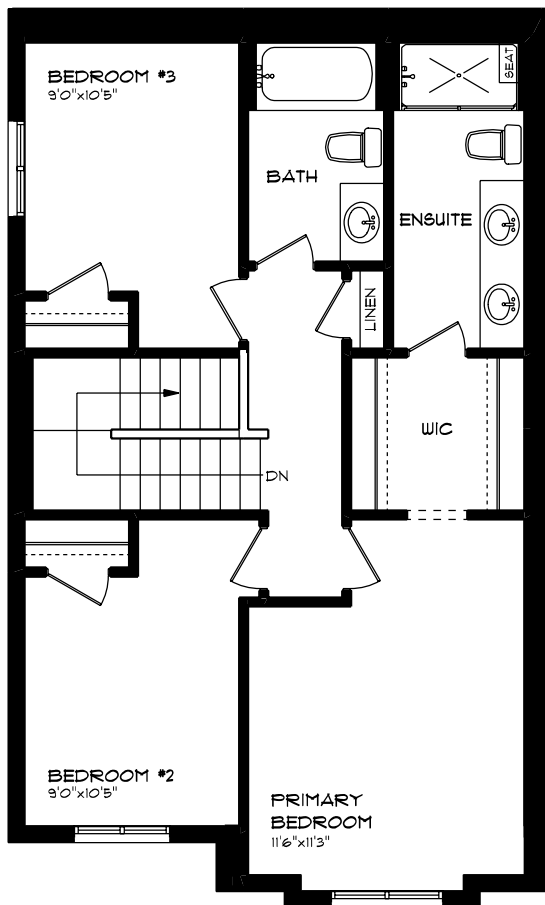 BEDROOM #3
9'0"x10'5"
SEAT
BATH
ENSUITE
LINEN
WIC
DN
BEDROOM #2
9'0"x10'5"
PRIMARY
BEDROOM
11'6"x11'3"